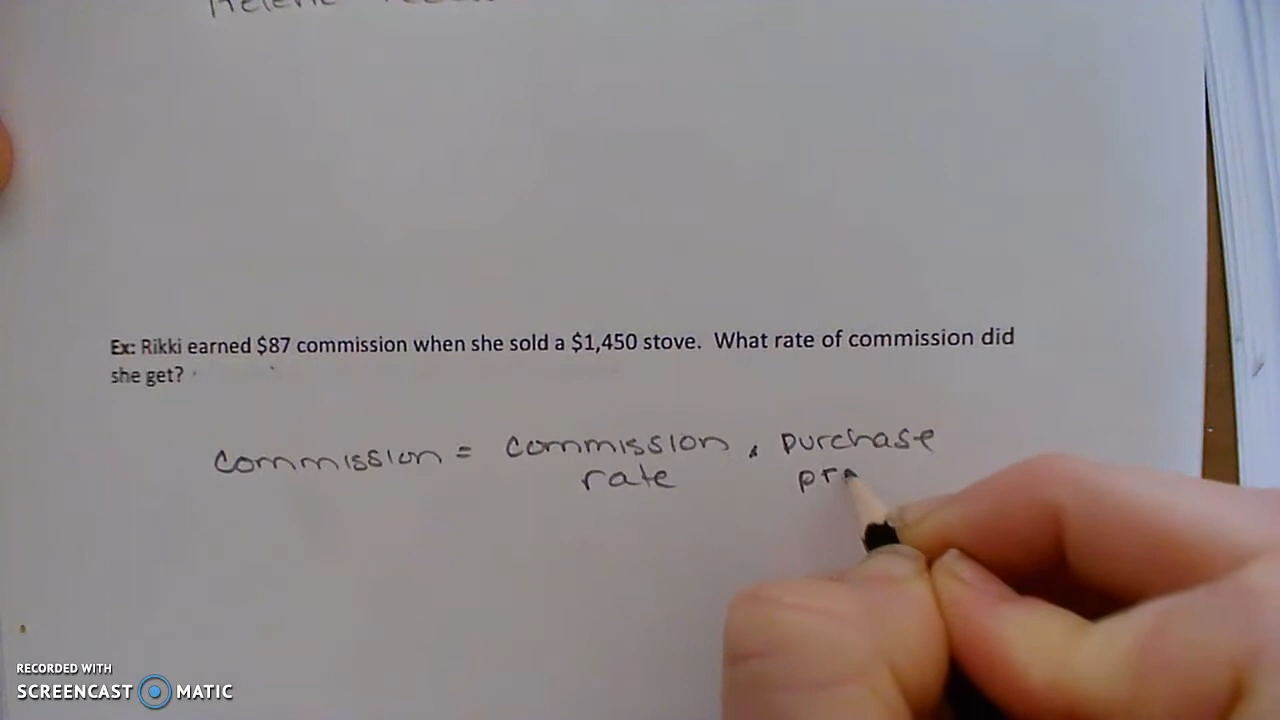 Ex: Rikki earned $87 commission when she sold a $1,450 stove. What rate of commission did
she get?
commission = commission . purchase
rate pr
RECORDED WITH
SCREENCAST MATIC